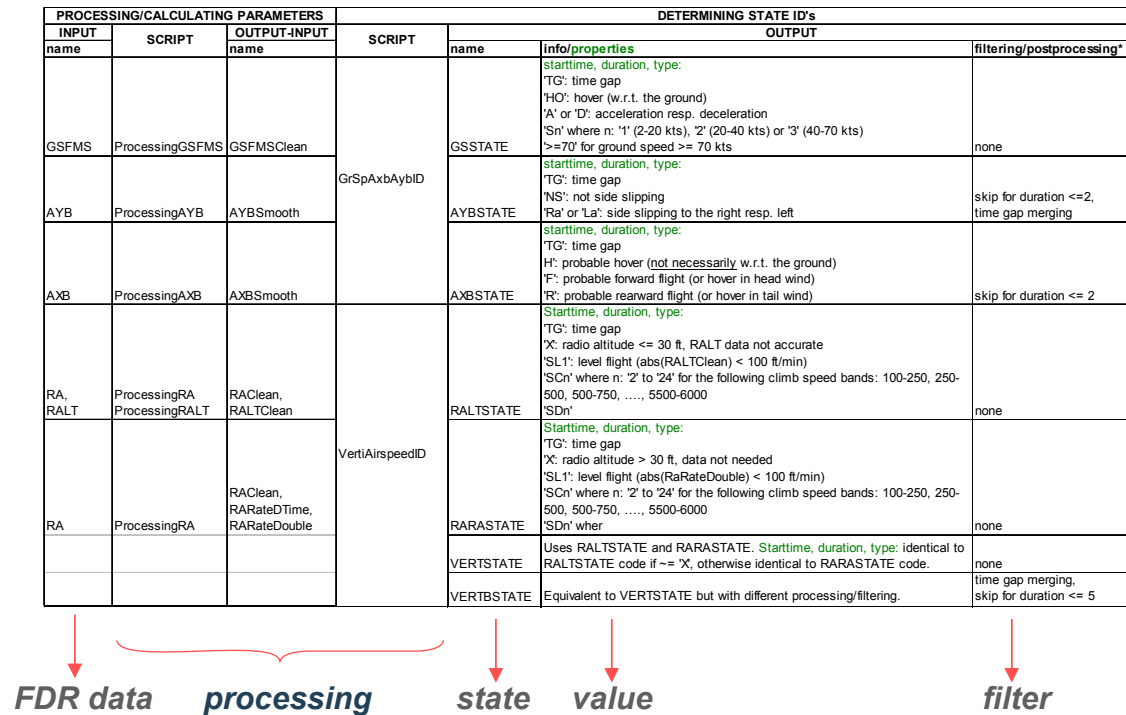 PROCESSING/CALCULATING PARAMETERS DETERMINING STATE ID's
INPUT SCRIPT OUTPUT-INPUT SCRIPT OUTPUT
name name name info/properties filtering/postprocessing*
starttime, duration, type:
'TG': time gap
'HO': hover (w.r.t. the ground)
'A' or 'D': acceleration resp. deceleration
'Sn' where n: '1' (2-20 kts), '2' (20-40 kts) or '3' (40-70 kts)
GSFMS ProcessingGSFMS GSFMSClean GSSTATE '>=70' for ground speed >= 70 kts none
GrSpAxbAybID
starttime, duration, type:
'TG': time gap
'NS': not side slipping skip for duration <=2,
AYB ProcessingAYB AYBSmooth AYBSTATE 'Ra' or 'La': side slipping to the right resp. left time gap merging
starttime, duration, type:
'TG': time gap
H': probable hover (not necessarily w.r.t. the ground)
'F': probable forward flight (or hover in head wind)
AXB ProcessingAXB AXBSmooth AXBSTATE 'R': probable rearward flight (or hover in tail wind) skip for duration <= 2
Starttime, duration, type:
'TG': time gap
'X': radio altitude <= 30 ft, RALT data not accurate
'SL1': level flight (abs(RALTClean) < 100 ft/min)
RA, ProcessingRA RAClean, 'SCn' where n: '2' to '24' for the following climb speed bands: 100-250, 250-
RALT ProcessingRALT RALTClean RALTSTATE 500, 500-750, …., 5500-6000
'SDn' none
VertiAirspeedID
Starttime, duration, type:
'TG': time gap
'X': radio altitude > 30 ft, data not needed
'SL1': level flight (abs(RaRateDouble) < 100 ft/min)
RAClean, 'SCn' where n: '2' to '24' for the following climb speed bands: 100-250, 250-
RARateDTime, 500, 500-750, …., 5500-6000
RA ProcessingRA RARateDouble RARASTATE 'SDn' wher none
Uses RALTSTATE and RARASTATE. Starttime, duration, type: identical to
VERTSTATE RALTSTATE code if ~= 'X', otherwise identical to RARASTATE code. none
time gap merging,
VERTBSTATE Equivalent to VERTSTATE but with different processing/filtering. skip for duration <= 5
FDR data processing state value filter